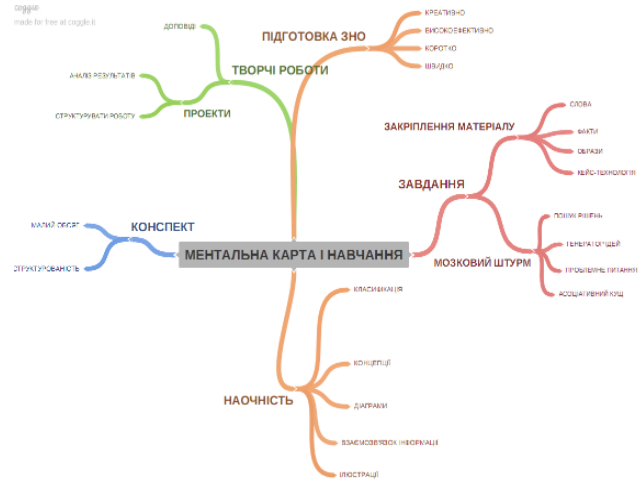 coggle
made for free at coggle.it
ПІДГОТОВКА ЗНО
КРЕАТИВНО
ВИСОКОЕФЕКТИВНО
КОРОТКО
ШВИДКО
ТВОРЧІ РОБОТИ
ДОПОВІДІ
ПРОЕКТИ
АНАЛІЗ РЕЗУЛЬТАТІВ
СТРУКТУРУВАТИ РОБОТУ
КОНСПЕКТ
МАЛИЙ ОБСЯГ
СТРУКТУРОВАНІСТЬ
МЕНТАЛЬНА КАРТА І НАВЧАННЯ
ЗАВДАННЯ
ЗАКРІПЛЕННЯ МАТЕРІАЛУ
СЛОВА
ФАКТИ
ОБРАЗИ
КЕЙС-ТЕХНОЛОГІЯ
МОЗКОВИЙ ШТУРМ
ПОШУК РІШЕНЬ
ГЕНЕРАТОР ІДЕЙ
ПРОБЛЕМНЕ ПИТАННЯ
АСОЦІАТИВНИЙ КУЩ
НАОЧНІСТЬ
КЛАСИФІКАЦІЯ
КОНЦЕПЦІЇ
ДІАГРАМИ
ВЗАЄМОЗВ'ЯЗОК ІНФОРМАЦІЇ
ІЛЮСТРАЦІЇ